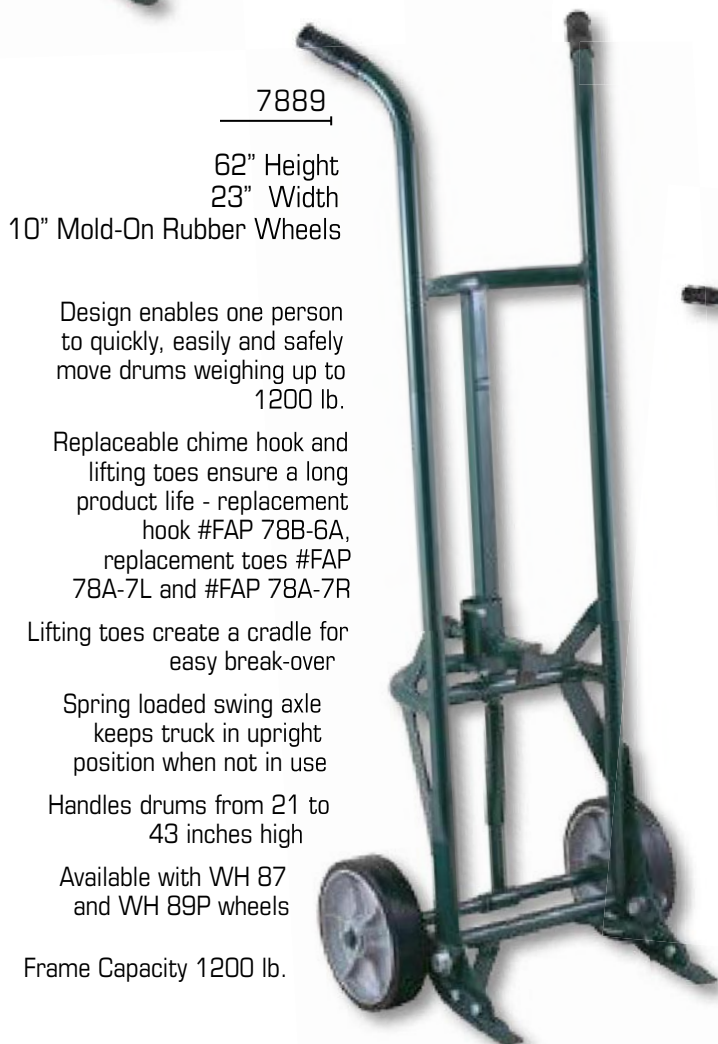 7889
62” Height
23” Width
10” Mold-On Rubber Wheels
Design enables one person
to quickly, easily and safely
move drums weighing up to
1200 lb.
Replaceable chime hook and
lifting toes ensure a long
product life - replacement
hook #FAP 78B-6A,
replacement toes #FAP
78A-7L and #FAP 78A-7R
Lifting toes create a cradle for
easy break-over
Spring loaded swing axle
keeps truck in upright
position when not in use
Handles drums from 21 to
43 inches high
Available with WH 87
and WH 89P wheels
Frame Capacity 1200 lb.